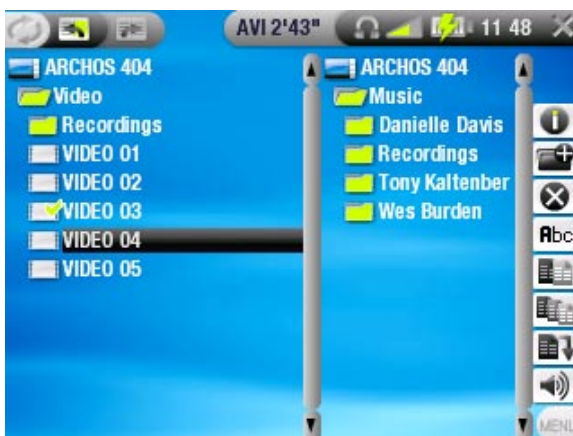 AVI 2'43" 11 48
ARCHOS 404
Video
Recordings
VIDEO 01
VIDEO 02
VIDEO 03
VIDEO 04
VIDEO 05
ARCHOS 404
Music
Danielle Davis
Recordings
Tony Kaltenber
Wes Burden
Abc
MENU